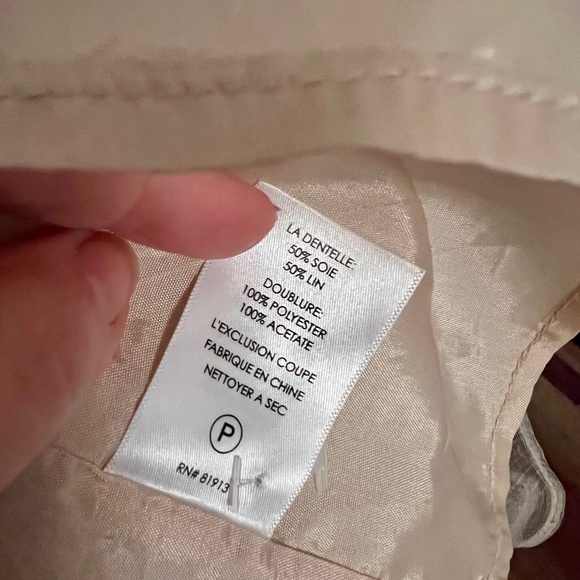 LA DENTELLE:
50% SOIE
50% LIN
DOUBLURE:
100% POLYESTER
100% ACETATE
L'EXCLUSION COUPE
FABRIQUE EN CHINE
NETTOYER A SEC
P
RN# 81913